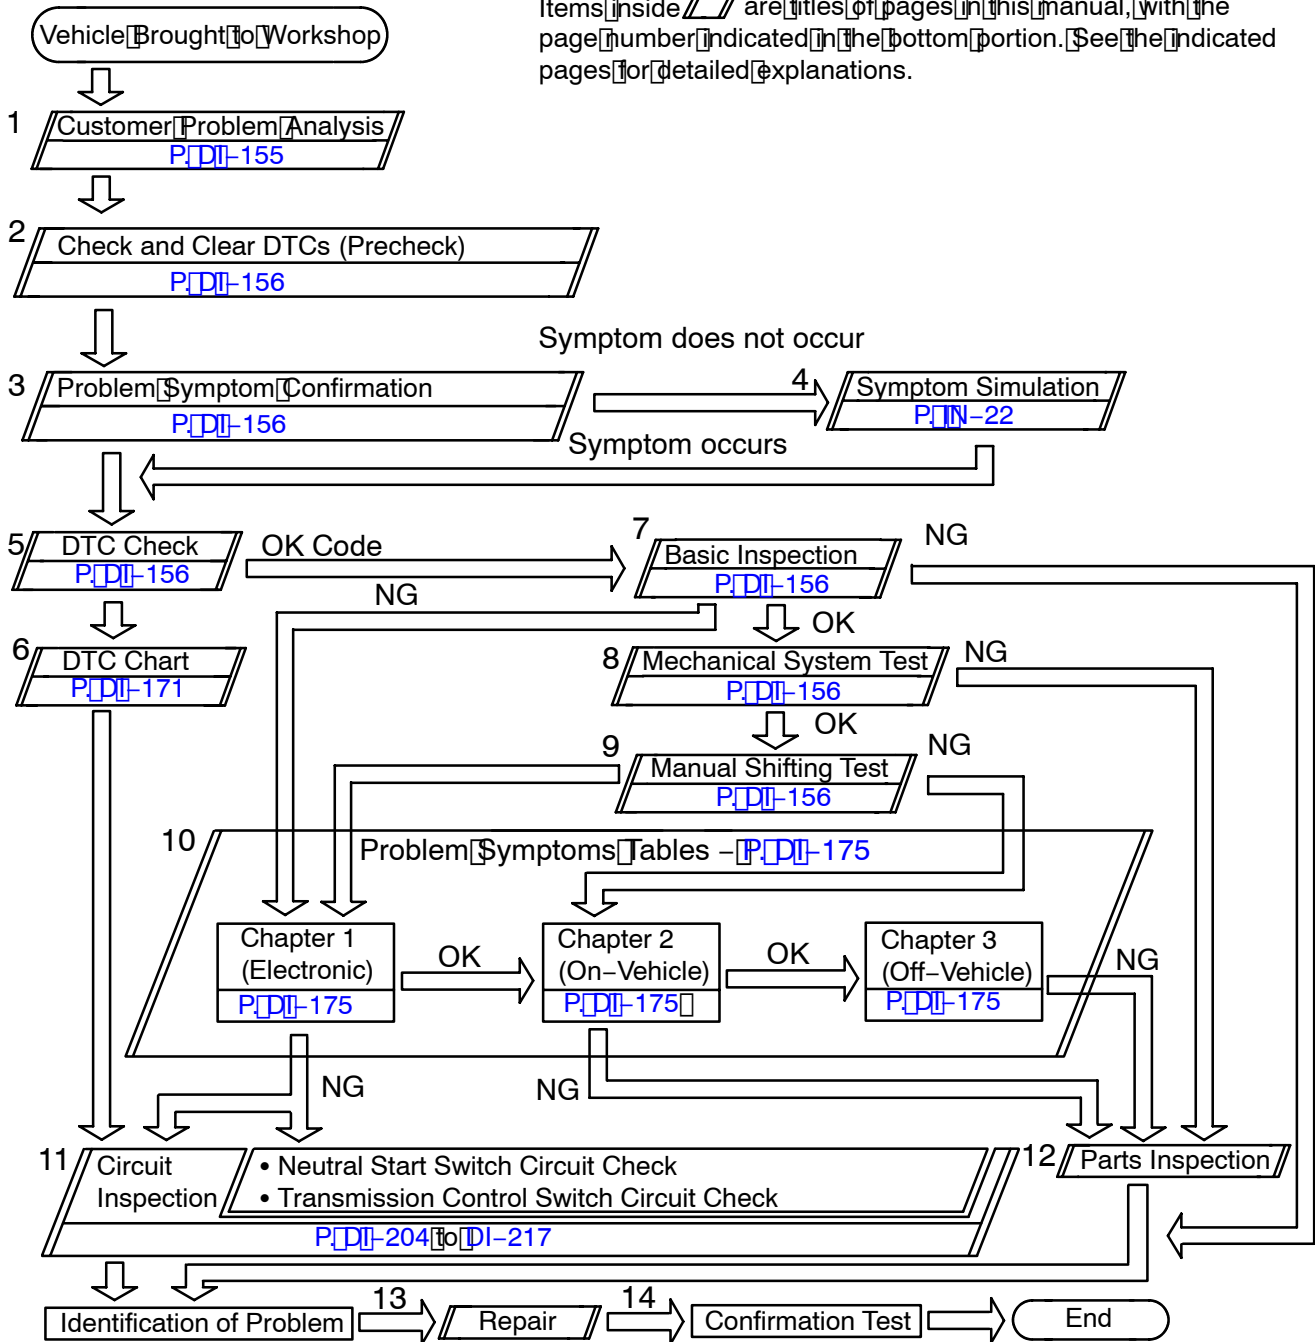 Items inside are titles of pages in this manual, with the
page number indicated in the bottom portion. See the indicated
pages for detailed explanations.
Vehicle Brought to Workshop
1
Customer Problem Analysis
P. DI–155
2
Check and Clear DTCs (Precheck)
P. DI–156
Symptom does not occur
3
Problem Symptom Confirmation
P. DI–156
4
Symptom Simulation
P. IN–22
Symptom occurs
5
DTC Check
P. DI–156
OK Code
7
Basic Inspection
P. DI–156
NG
NG
OK
6
DTC Chart
P. DI–171
8
Mechanical System Test
P. DI–156
NG
OK
9
Manual Shifting Test
P. DI–156
NG
10
Problem Symptoms Tables – P. DI–175
Chapter 1
(Electronic)
P. DI–175
OK
Chapter 2
(On–Vehicle)
P. DI–175
OK
Chapter 3
(Off–Vehicle)
P. DI–175
NG
NG
NG
11
Circuit
Inspection
• Neutral Start Switch Circuit Check
• Transmission Control Switch Circuit Check
P. DI–204 to DI–217
12
Parts Inspection
Identification of Problem
13
Repair
14
Confirmation Test
End